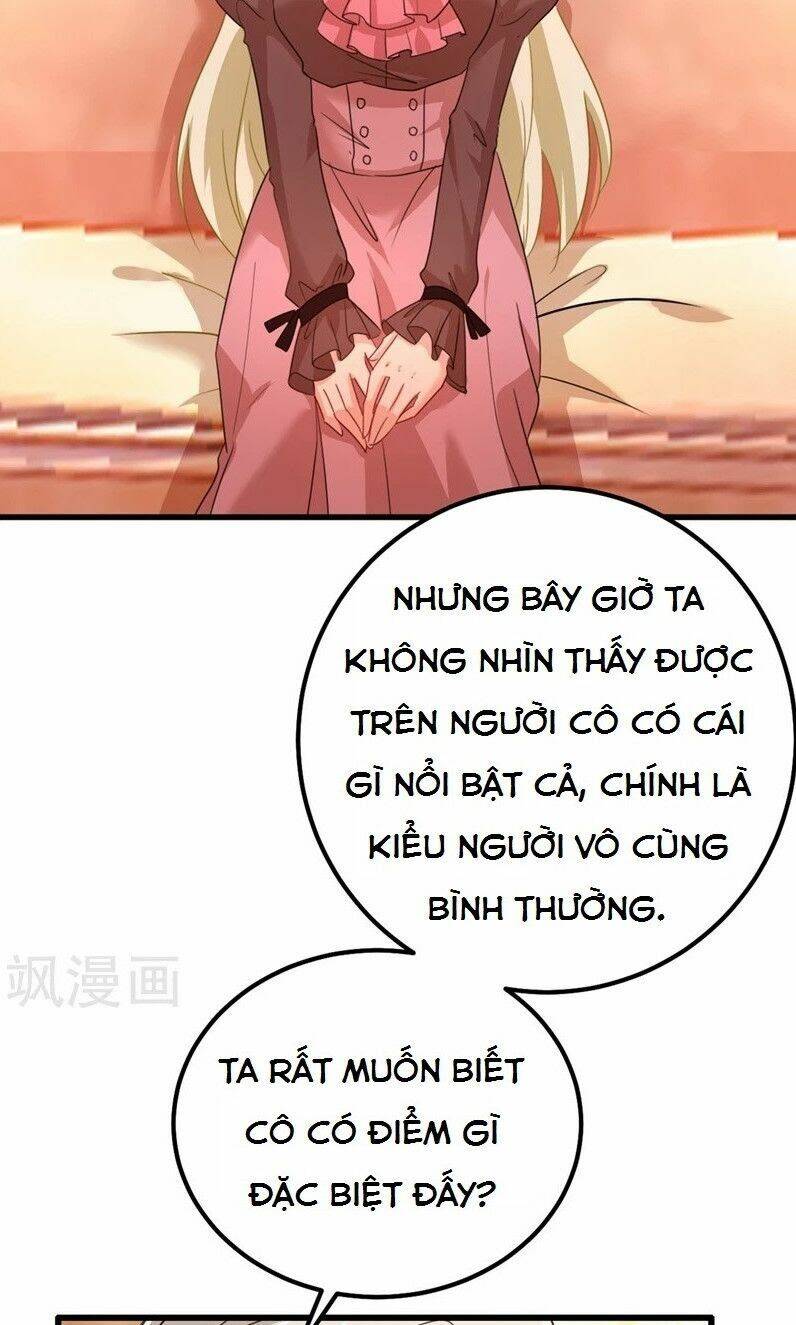 NHƯNG BÂY GIỜ TA
KHÔNG NHÌN THẤY ĐƯỢC
TRÊN NGƯỜI CÔ CÓ CÁI
GÌ NỔI BẬT CẢ, CHÍNH LÀ
KIỂU NGƯỜI VÔ CÙNG
BÌNH THƯỜNG.
飒漫画
TA RẤT MUỐN BIẾT
CÔ CÓ ĐIỂM GÌ
ĐẶC BIỆT ĐẤY?